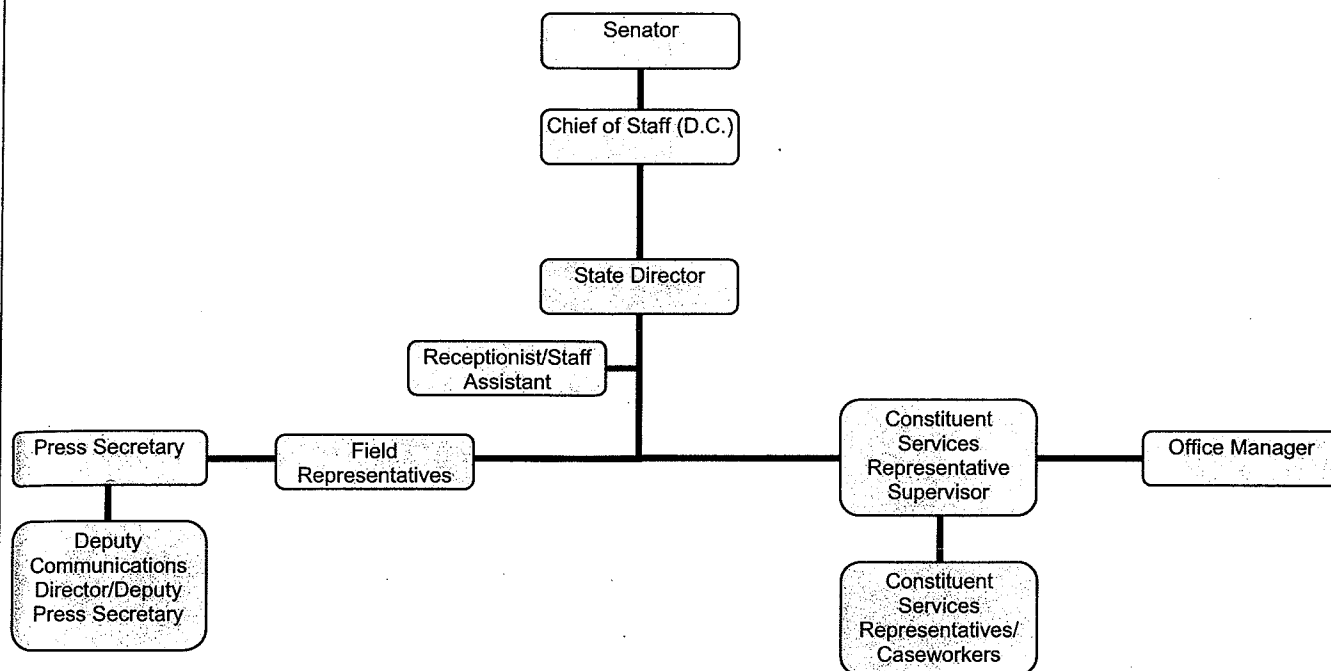 Senator
Chief of Staff (D.C.)
State Director
Receptionist/Staff
Assistant
Press Secretary
Field
Representatives
Constituent
Services
Representative
Supervisor
Office Manager
Deputy
Communications
Director/Deputy
Press Secretary
Constituent
Services
Representatives/
Caseworkers